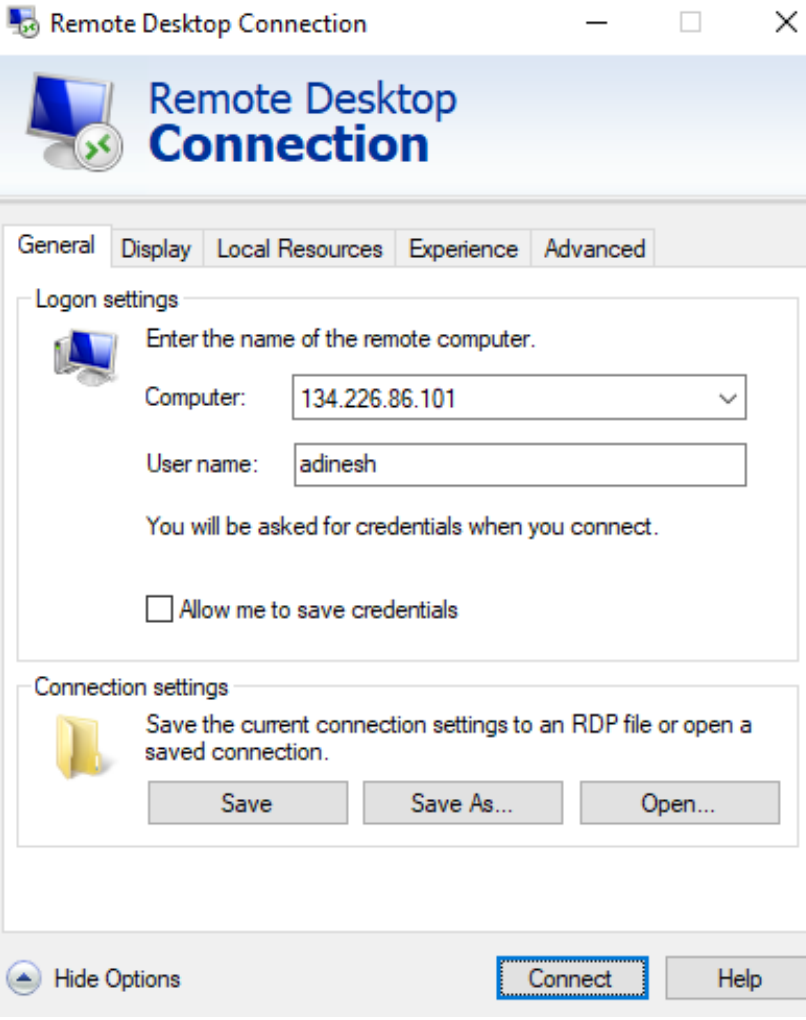 Remote Desktop Connection
Remote Desktop
Connection
General Display Local Resources Experience Advanced
Logon settings
Enter the name of the remote computer.
Computer: 134.226.86.101
User name: adinesh
You will be asked for credentials when you connect.
Allow me to save credentials
Connection settings
Save the current connection settings to an RDP file or open a
saved connection.
Save Save As... Open...
Hide Options Connect Help